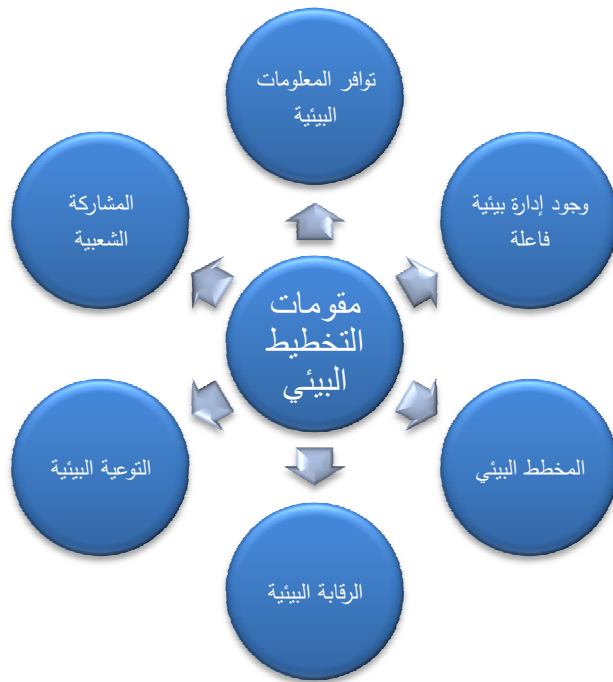 توافر المعلومات
البيئية
وجود إدارة بيئية
فاعلة
المشاركة
الشعبية
مقومات
التخطيط
البيئي
المخطط البيئي
التوعية البيئية
الرقابة البيئية